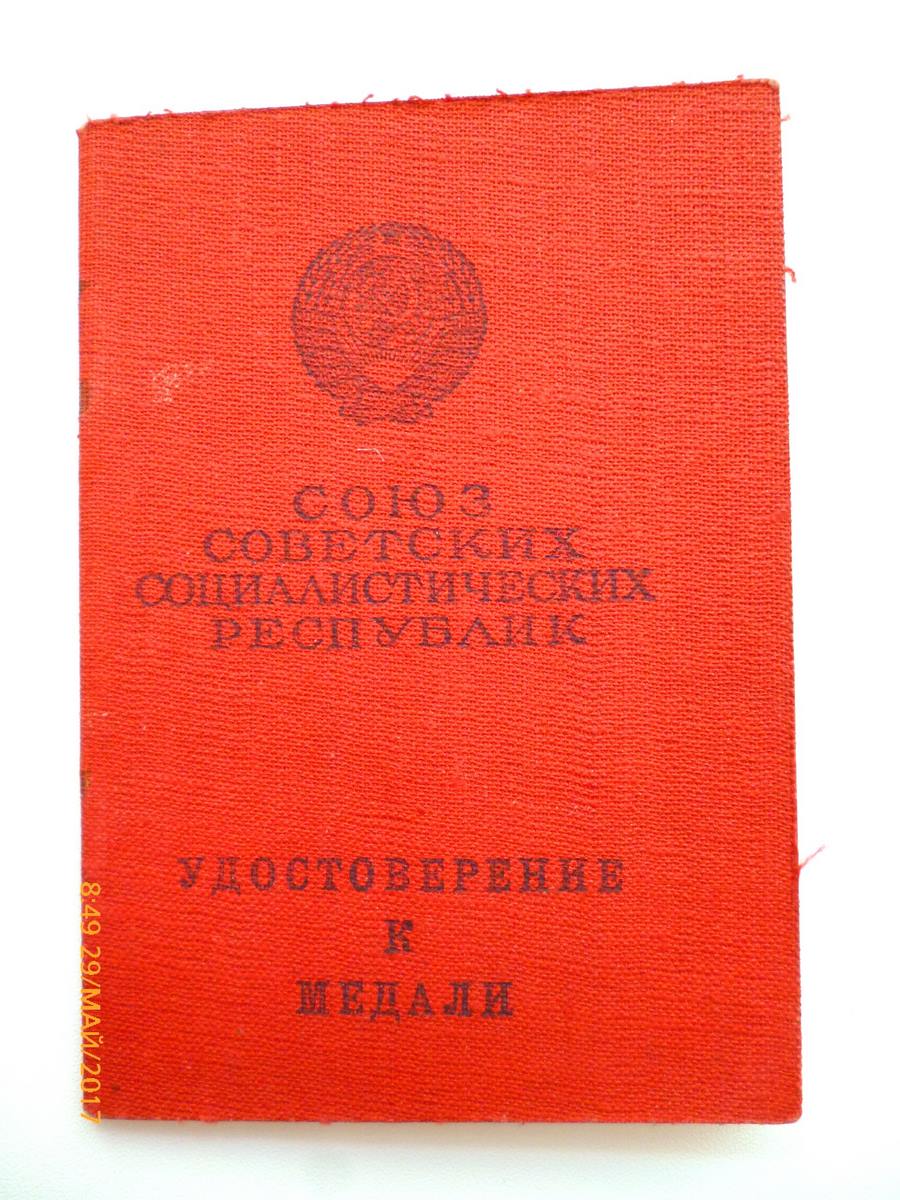 СОЮЗ
СОВЕТСКИХ
СОЦИАЛИСТИЧЕСКИХ
РЕСПУБЛИК
УДОСТОВЕРЕНИЕ
К
МЕДАЛИ
8:49 29/МАЙ/2017